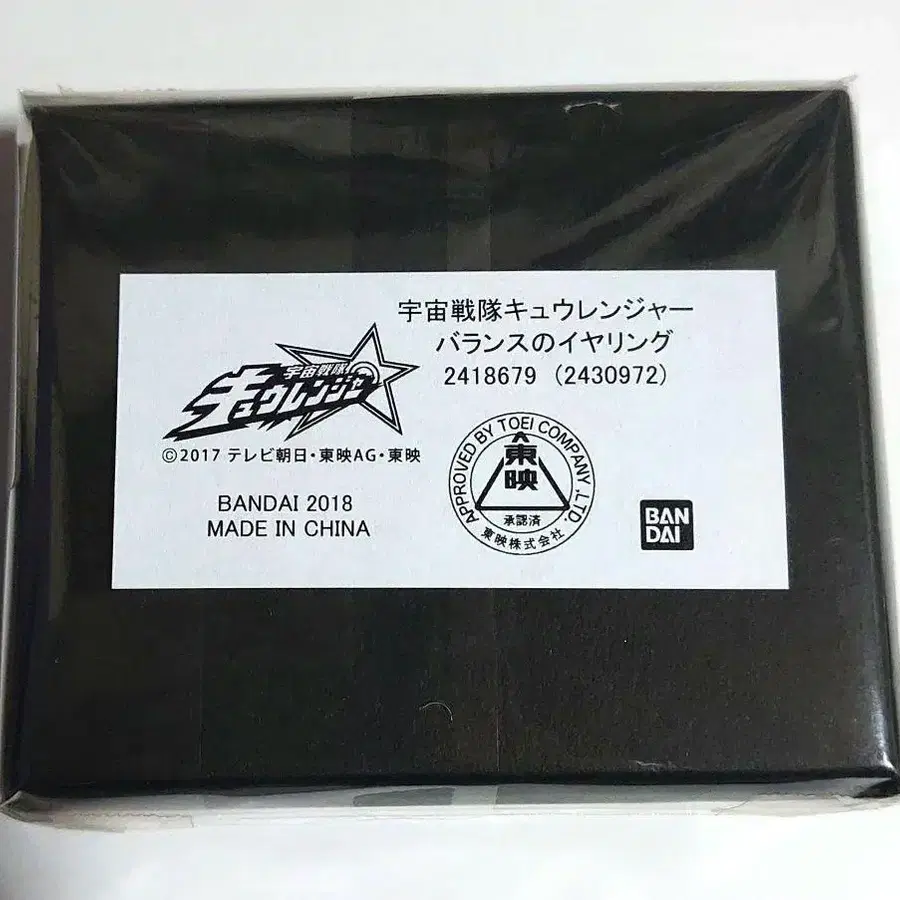 宇宙戦隊キュウレンジャー
バランスのイヤリング
2418679 (2430972)
宇宙戦隊
キュウレンジャー
©2017 テレビ朝日・東映AG・東映
BANDAI 2018
MADE IN CHINA
APPROVED BY TOEI COMPANY, LTD.
東映
承認済
東映株式会社
BAN
DAI